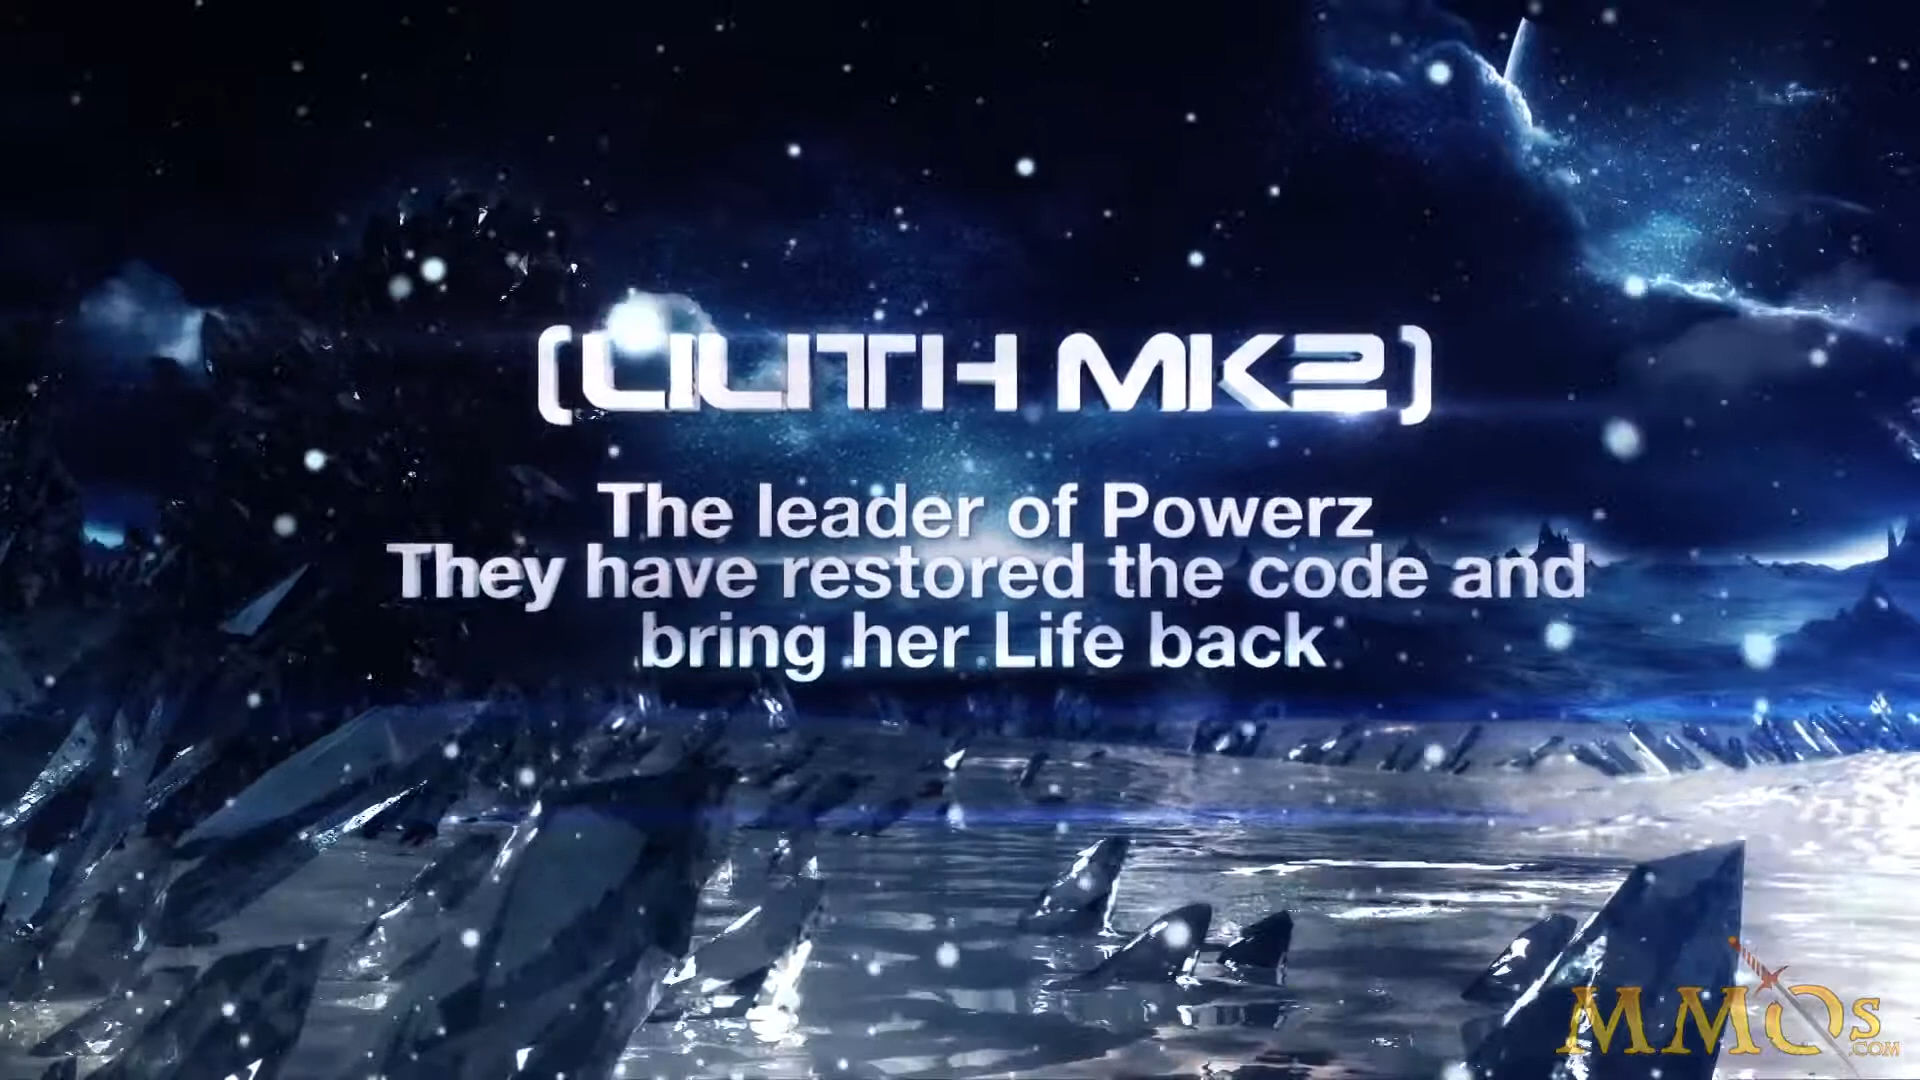 (LILITH MK2)
The leader of Powerz
They have restored the code and
bring her Life back
MMOs
.COM